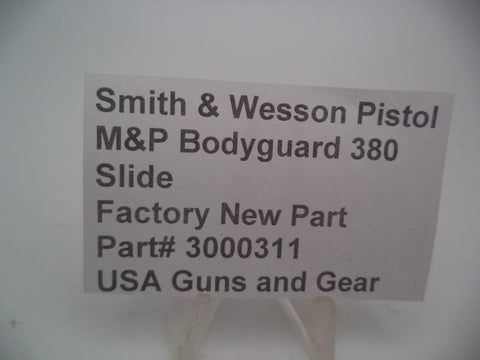 Smith & Wesson Pistol
M&P Bodyguard 380
Slide
Factory New Part
Part# 3000311
USA Guns and Gear